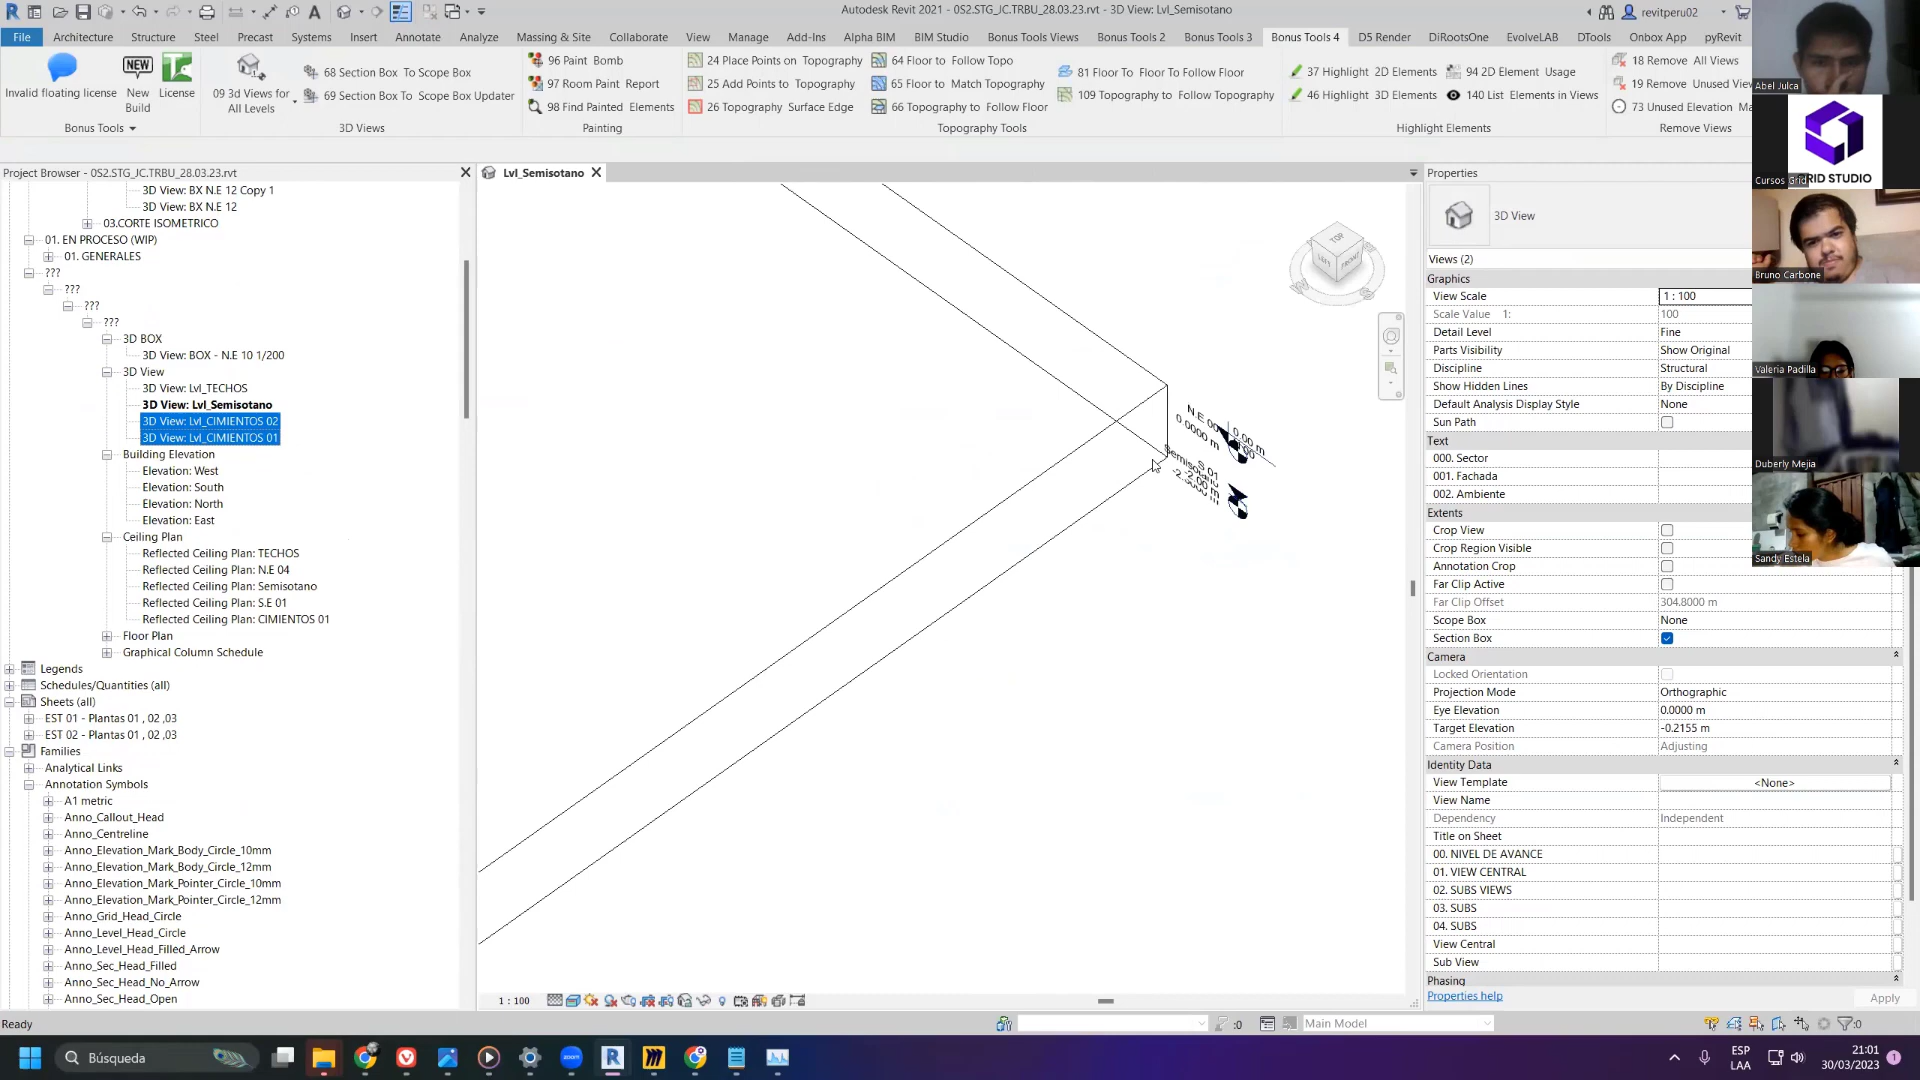 Autodesk Revit 2021 - 0S2.STG_JC.TRBU_28.03.23.rvt - 3D View: Lvl_Semisotano
revitperu02
File Architecture Structure Steel Precast Systems Insert Annotate Analyze Massing & Site Collaborate View Manage Add-Ins Alpha BIM BIM Studio Bonus Tools Views Bonus Tools 2 Bonus Tools 3 Bonus Tools 4 D5 Render DiRootsOne EvolveLAB DTools Onbox App pyRevit
Invalid floating license
New Build
License
Bonus Tools
09 3d Views for All Levels
68 Section Box To Scope Box
69 Section Box To Scope Box Updater
3D Views
96 Paint Bomb
97 Room Paint Report
98 Find Painted Elements
Painting
24 Place Points on Topography
25 Add Points to Topography
26 Topography Surface Edge
64 Floor to Follow Topo
65 Floor to Match Topography
66 Topography to Follow Floor
81 Floor To Floor To Follow Floor
109 Topography to Follow Topography
Topography Tools
37 Highlight 2D Elements
46 Highlight 3D Elements
94 2D Element Usage
140 List Elements in Views
Highlight Elements
18 Remove All Views
19 Remove Unused View
73 Unused Elevation Ma
Remove Views
Project Browser - 0S2.STG_JC.TRBU_28.03.23.rvt
3D View: BX N.E 12 Copy 1
3D View: BX N.E 12
03.CORTE ISOMETRICO
01. EN PROCESO (WIP)
01. GENERALES
???
???
???
???
3D BOX
3D View: BOX - N.E 10 1/200
3D View
3D View: Lvl_TECHOS
3D View: Lvl_Semisotano
3D View: Lvl_CIMIENTOS 02
3D View: Lvl_CIMIENTOS 01
Building Elevation
Elevation: West
Elevation: South
Elevation: North
Elevation: East
Ceiling Plan
Reflected Ceiling Plan: TECHOS
Reflected Ceiling Plan: N.E 04
Reflected Ceiling Plan: Semisotano
Reflected Ceiling Plan: S.E 01
Reflected Ceiling Plan: CIMIENTOS 01
Floor Plan
Graphical Column Schedule
Legends
Schedules/Quantities (all)
Sheets (all)
EST 01 - Plantas 01 , 02 ,03
EST 02 - Plantas 01 , 02 ,03
Families
Analytical Links
Annotation Symbols
A1 metric
Anno_Callout_Head
Anno_Centreline
Anno_Elevation_Mark_Body_Circle_10mm
Anno_Elevation_Mark_Body_Circle_12mm
Anno_Elevation_Mark_Pointer_Circle_10mm
Anno_Elevation_Mark_Pointer_Circle_12mm
Anno_Grid_Head_Circle
Anno_Level_Head_Circle
Anno_Level_Head_Filled_Arrow
Anno_Sec_Head_Filled
Anno_Sec_Head_No_Arrow
Anno_Sec_Head_Open
Lvl_Semisotano
TOP
LEFT
FRONT
0.0000 m
1 : 100
Properties
3D View
Views (2)
Graphics
View Scale 1 : 100
Scale Value 1: 100
Detail Level Fine
Parts Visibility Show Original
Discipline Structural
Show Hidden Lines By Discipline
Default Analysis Display Style None
Sun Path
Text
000. Sector
001. Fachada
002. Ambiente
Extents
Crop View
Crop Region Visible
Annotation Crop
Far Clip Active
Far Clip Offset 304.8000 m
Scope Box None
Section Box
Camera
Locked Orientation
Projection Mode Orthographic
Eye Elevation 0.0000 m
Target Elevation -0.2155 m
Camera Position Adjusting
Identity Data
View Template <None>
View Name
Dependency Independent
Title on Sheet
00. NIVEL DE AVANCE
01. VIEW CENTRAL
02. SUBS VIEWS
03. SUBS
04. SUBS
View Central
Sub View
Phasing
Properties help
Apply
Abel Julca
GRID STUDIO
Cursos Grid
Bruno Carbone
Valeria Padilla
Duberly Mejia
Sandy Estela
Ready
:0
Main Model
:0
Búsqueda
ESP
LAA
21:01
30/03/2023
1